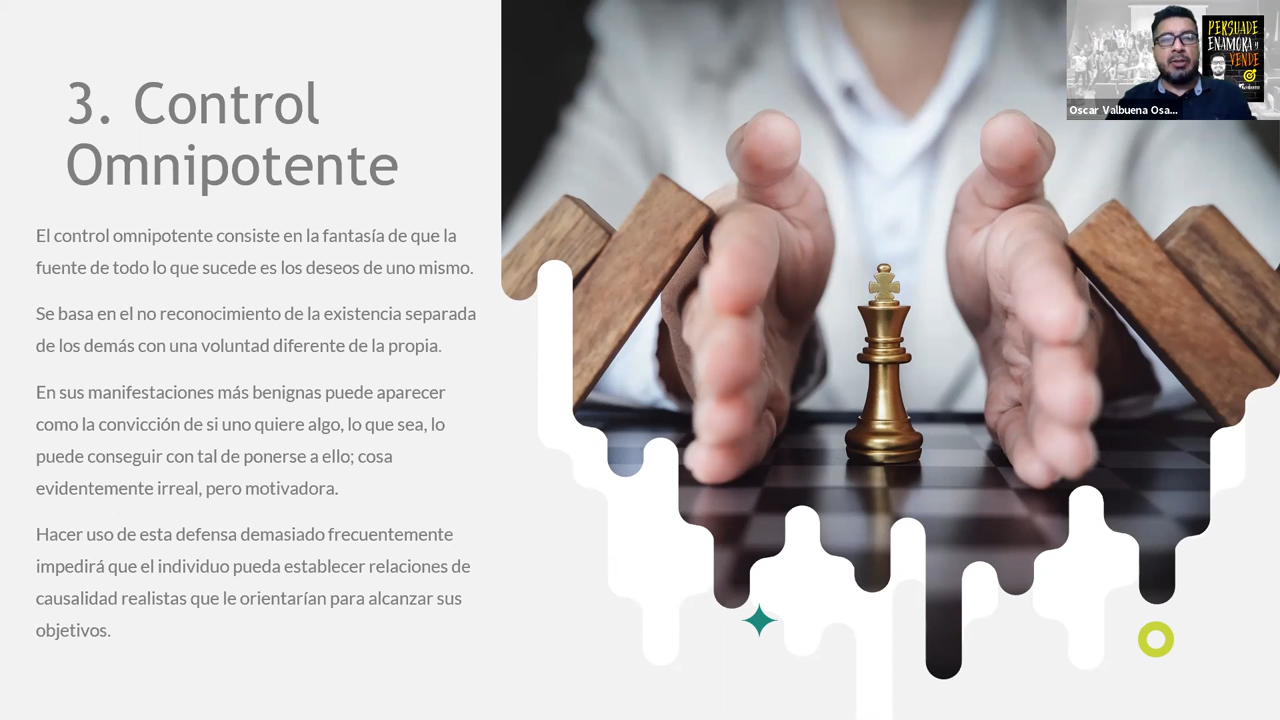 3. Control
Omnipotente
El control omnipotente consiste en la fantasía de que la
fuente de todo lo que sucede es los deseos de uno mismo.
Se basa en el no reconocimiento de la existencia separada
de los demás con una voluntad diferente de la propia.
En sus manifestaciones más benignas puede aparecer
como la convicción de si uno quiere algo, lo que sea, lo
puede conseguir con tal de ponerse a ello; cosa
evidentemente irreal, pero motivadora.
Hacer uso de esta defensa demasiado frecuentemente
impedirá que el individuo pueda establecer relaciones de
causalidad realistas que le orientarían para alcanzar sus
objetivos.
PERSUADE
ENAMORA y
VENDE
Oscar Valbuena Osa...